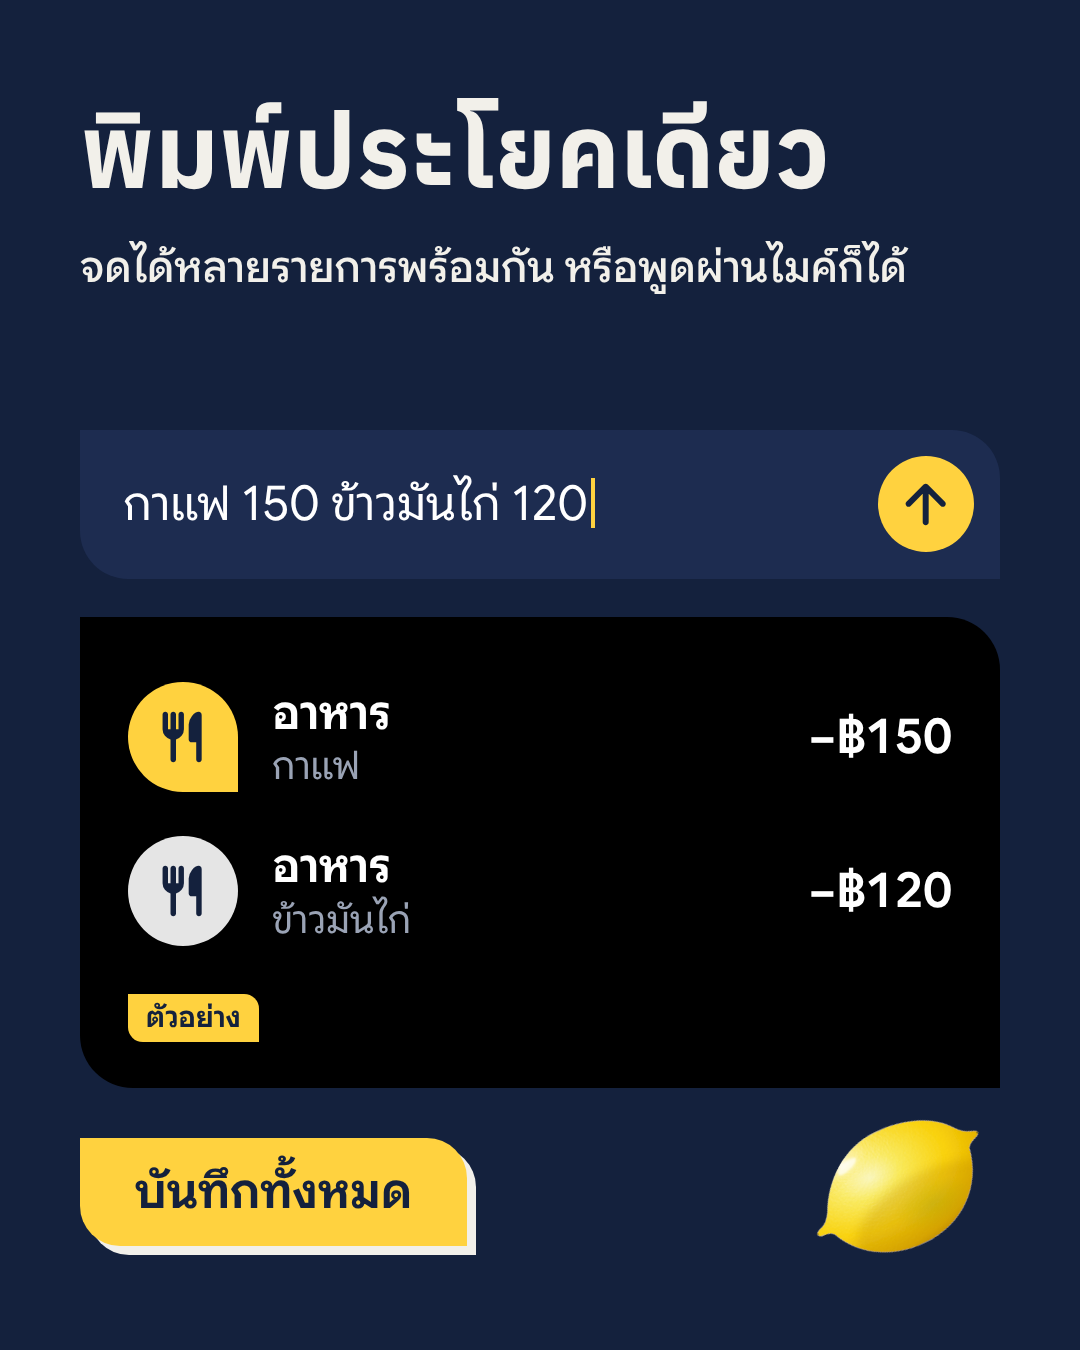 พิมพ์ประโยคเดียว
จดได้หลายรายการพร้อมกัน หรือพูดผ่านไมค์ก็ได้
กาแฟ 150 ข้าวมันไก่ 120
อาหาร
กาแฟ
–฿150
อาหาร
ข้าวมันไก่
–฿120
ตัวอย่าง
บันทึกทั้งหมด